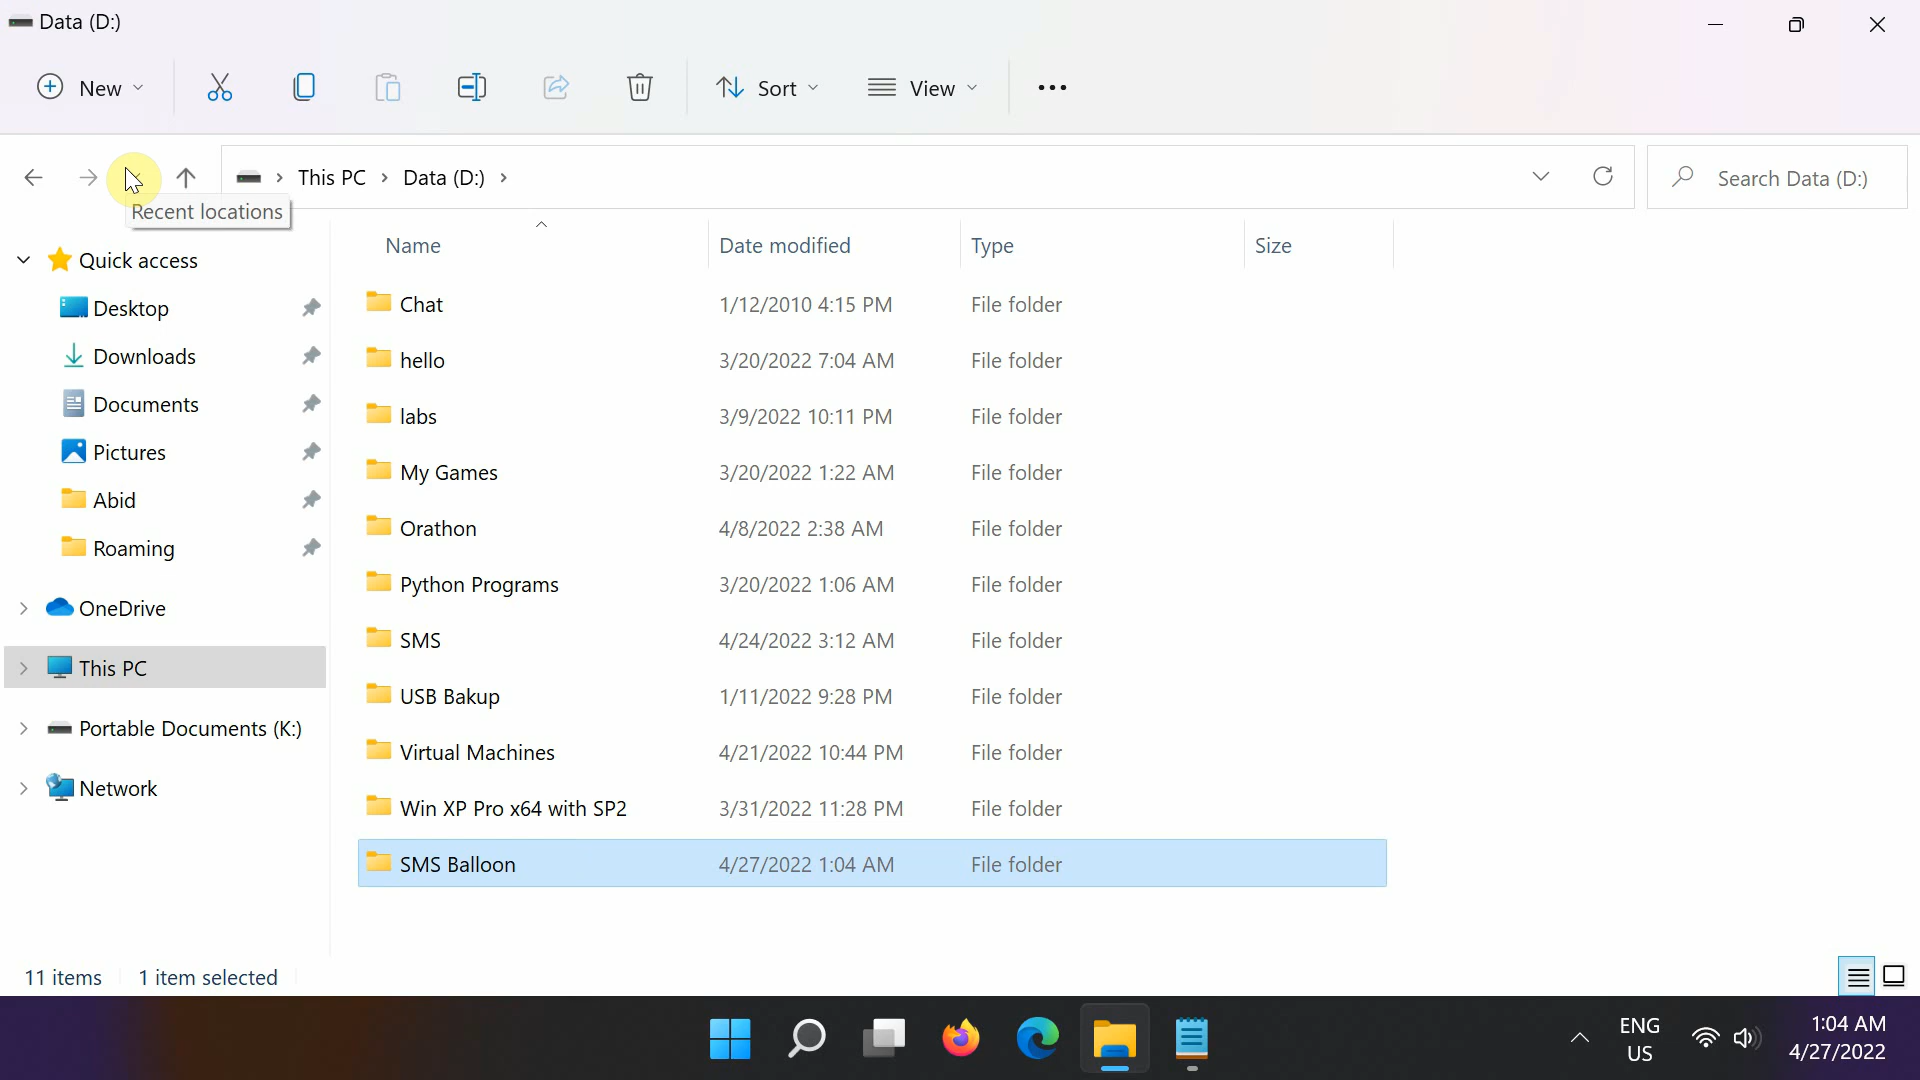 Data (D:)
New Sort View
This PC Data (D:) Search Data (D:)
Recent locations
Name Date modified Type Size
Quick access
Desktop
Downloads
Documents
Pictures
Abid
Roaming
OneDrive
This PC
Portable Documents (K:)
Network
Chat 1/12/2010 4:15 PM File folder
hello 3/20/2022 7:04 AM File folder
labs 3/9/2022 10:11 PM File folder
My Games 3/20/2022 1:22 AM File folder
Orathon 4/8/2022 2:38 AM File folder
Python Programs 3/20/2022 1:06 AM File folder
SMS 4/24/2022 3:12 AM File folder
USB Bakup 1/11/2022 9:28 PM File folder
Virtual Machines 4/21/2022 10:44 PM File folder
Win XP Pro x64 with SP2 3/31/2022 11:28 PM File folder
SMS Balloon 4/27/2022 1:04 AM File folder
11 items 1 item selected
ENG
US
1:04 AM
4/27/2022